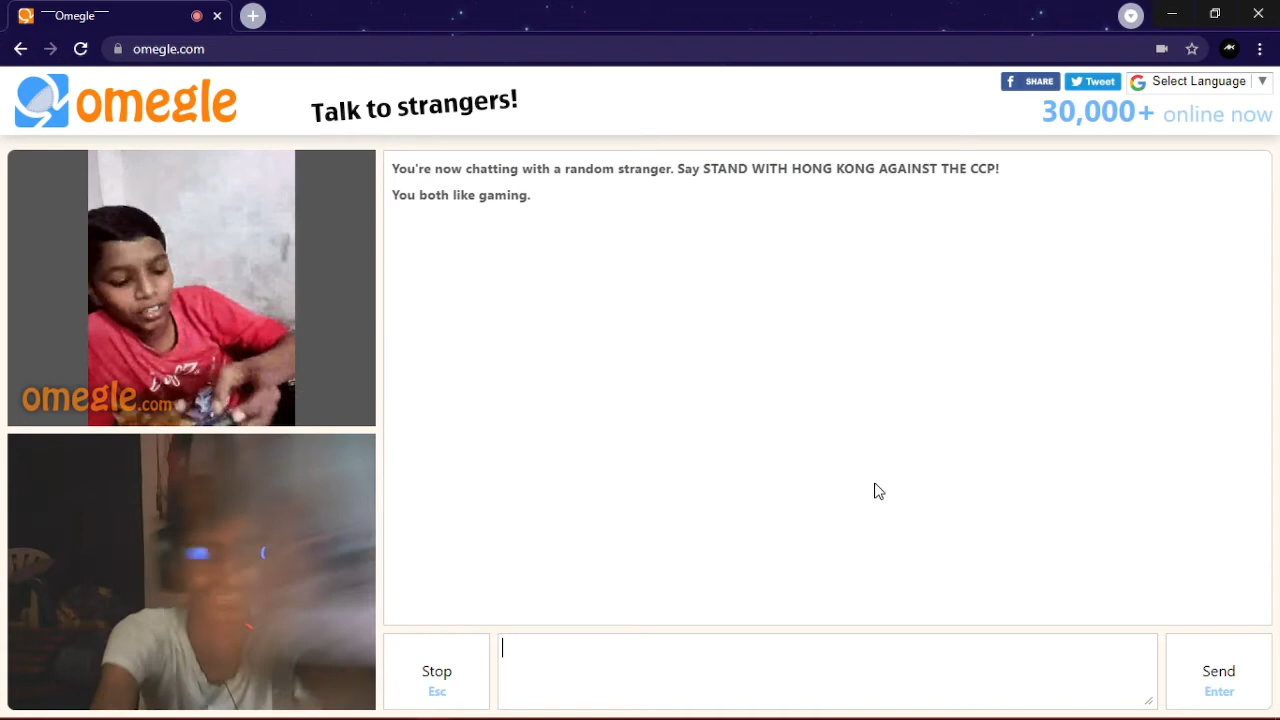 Omegle
omegle.com
omegle
Talk to strangers!
SHARE
Tweet
Select Language
30,000+ online now
You're now chatting with a random stranger. Say STAND WITH HONG KONG AGAINST THE CCP!
You both like gaming.
omegle.com
Stop
Esc
Send
Enter